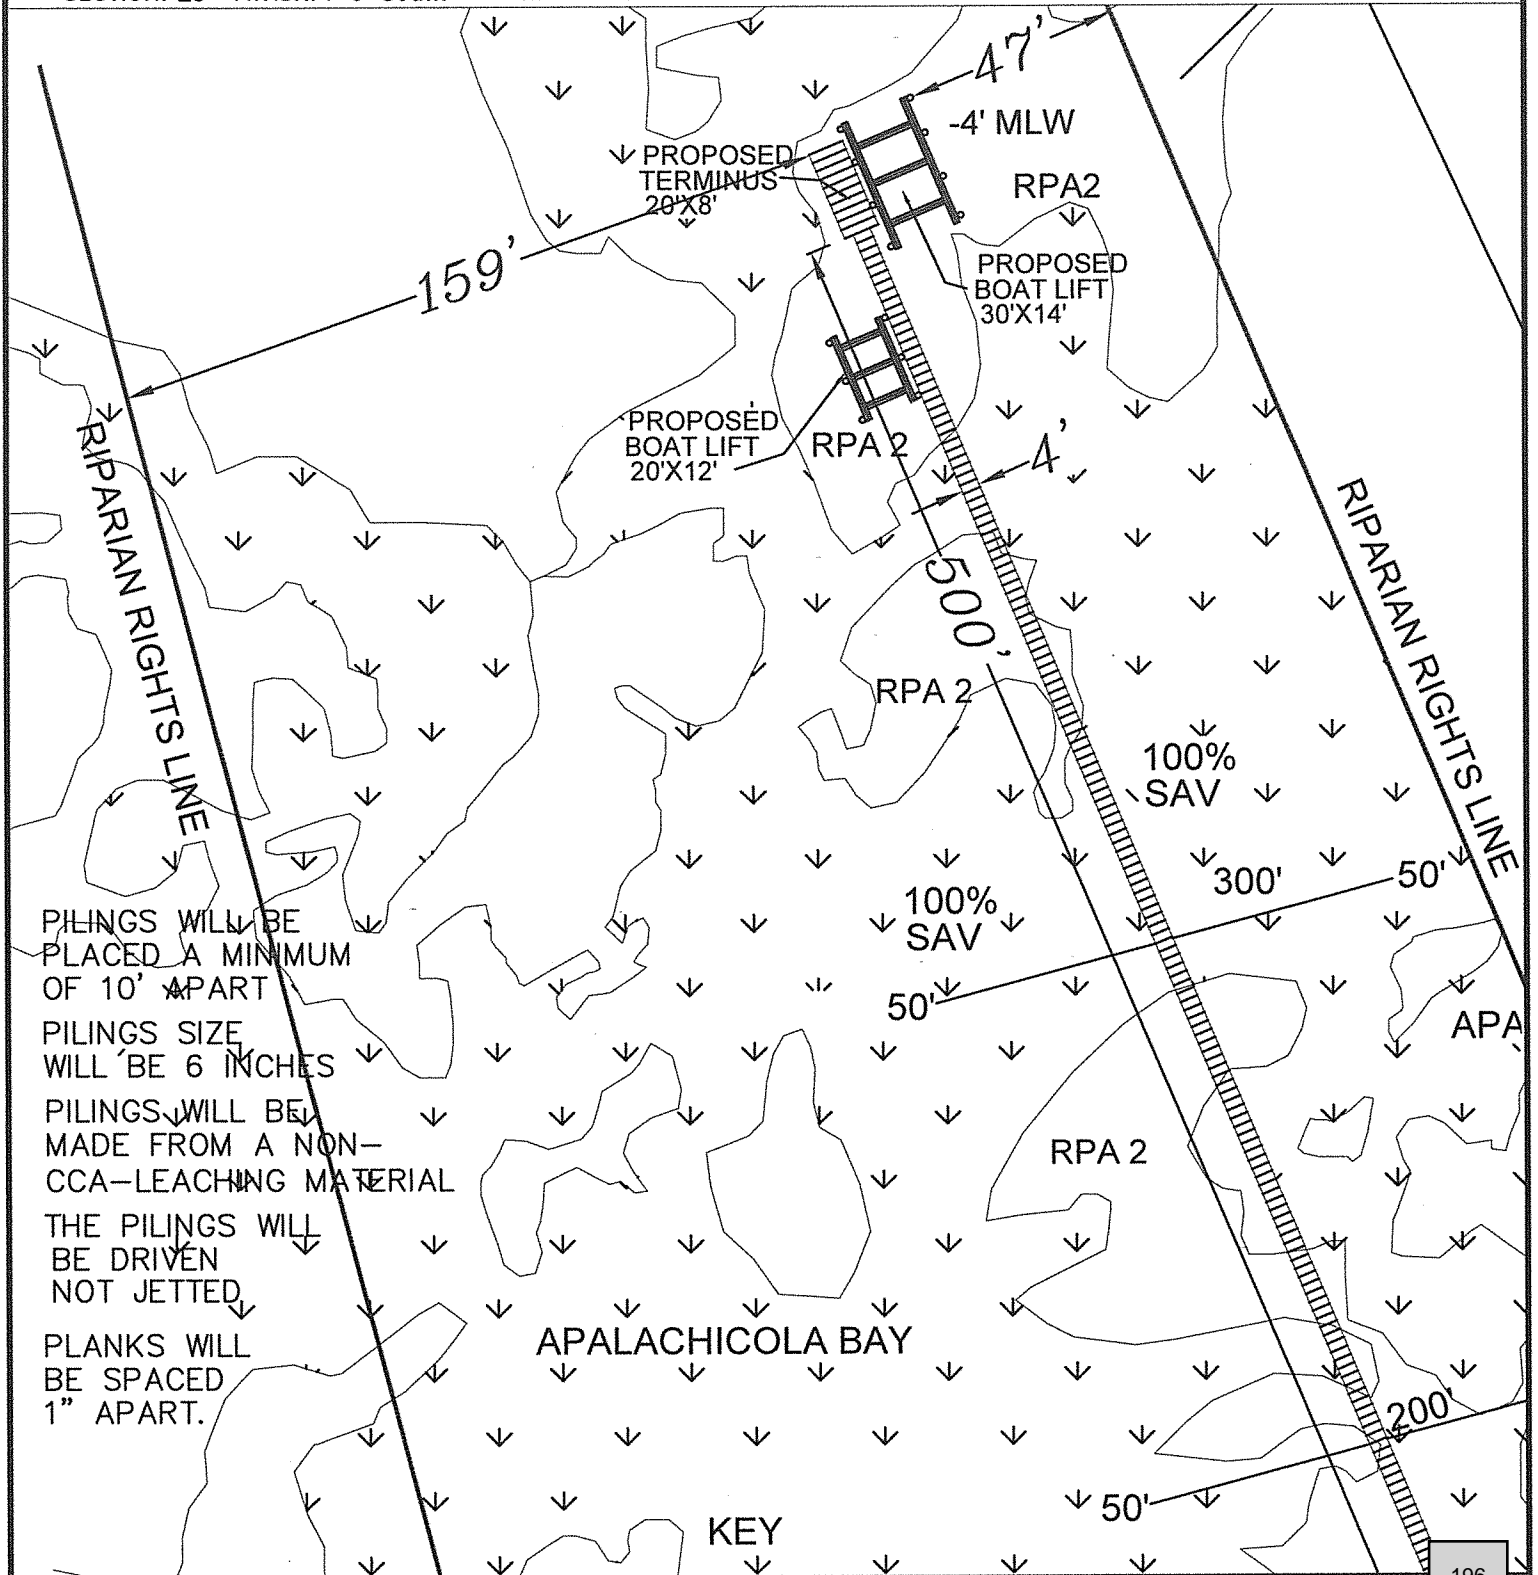 47'
-4' MLW
PROPOSED
TERMINUS
20'X8'
RPA2
159'
PROPOSED
BOAT LIFT
30'X14'
PROPOSED
BOAT LIFT
20'X12'
RPA 2
4'
RIPARIAN RIGHTS LINE
RIPARIAN RIGHTS LINE
500'
RPA 2
100%
SAV
300'
50'
100%
SAV
50'
PILINGS WILL BE
PLACED A MINIMUM
OF 10' APART
PILINGS SIZE
WILL BE 6 INCHES
PILINGS WILL BE
MADE FROM A NON-
CCA-LEACHING MATERIAL
THE PILINGS WILL
BE DRIVEN
NOT JETTED
PLANKS WILL
BE SPACED
1" APART.
APA
RPA 2
APALACHICOLA BAY
200'
50'
KEY
196